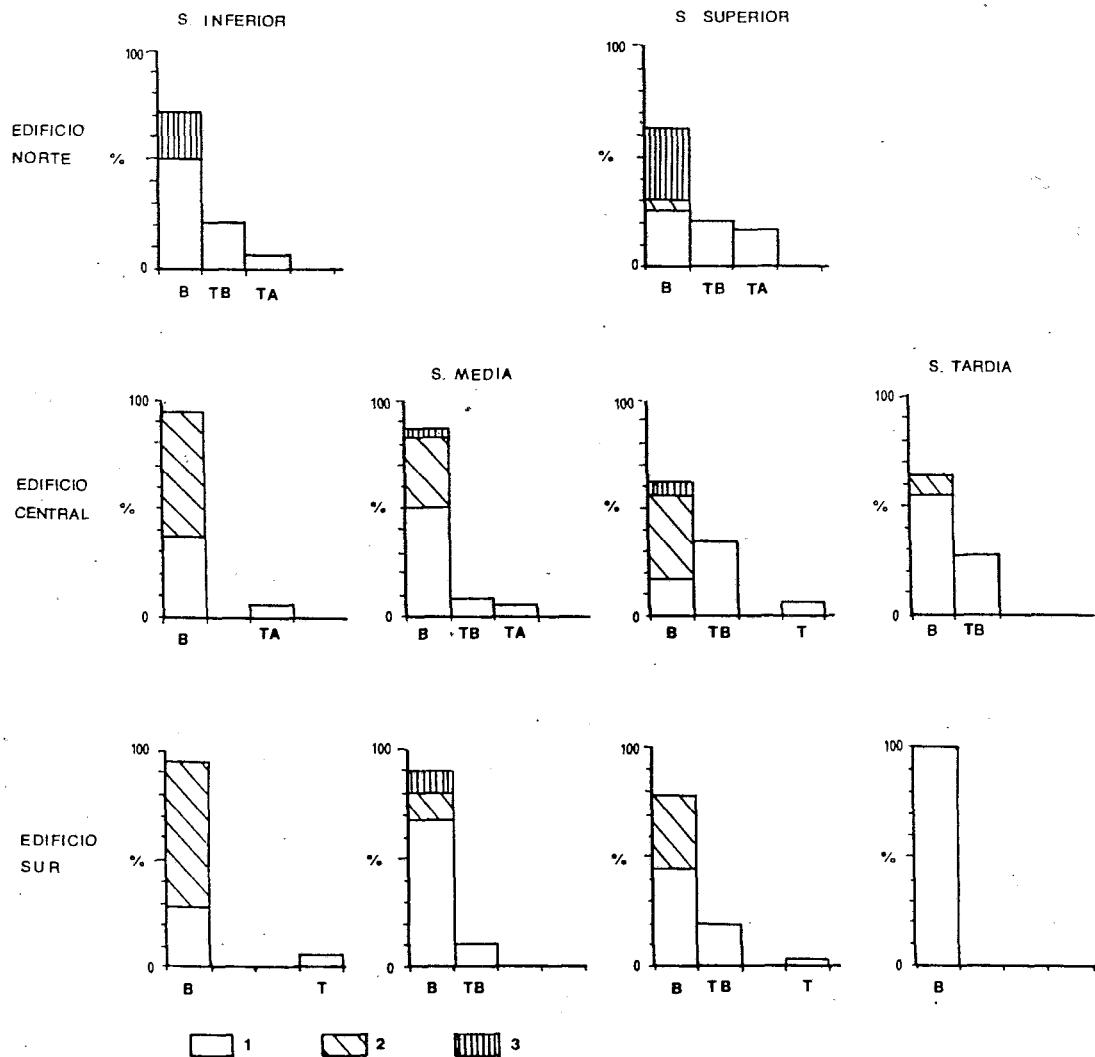 S. INFERIOR
S. SUPERIOR
EDIFICIO
NORTE
100
%
0
B TB TA
100
%
0
B TB TA
S. MEDIA
S. TARDIA
EDIFICIO
CENTRAL
100
%
0
B TA
100
%
0
B TB TA
100
%
0
B TB T
100
%
0
B TB
EDIFICIO
SUR
100
%
0
B T
100
%
0
B TB
100
%
0
B TB T
100
%
0
B
1 2 3